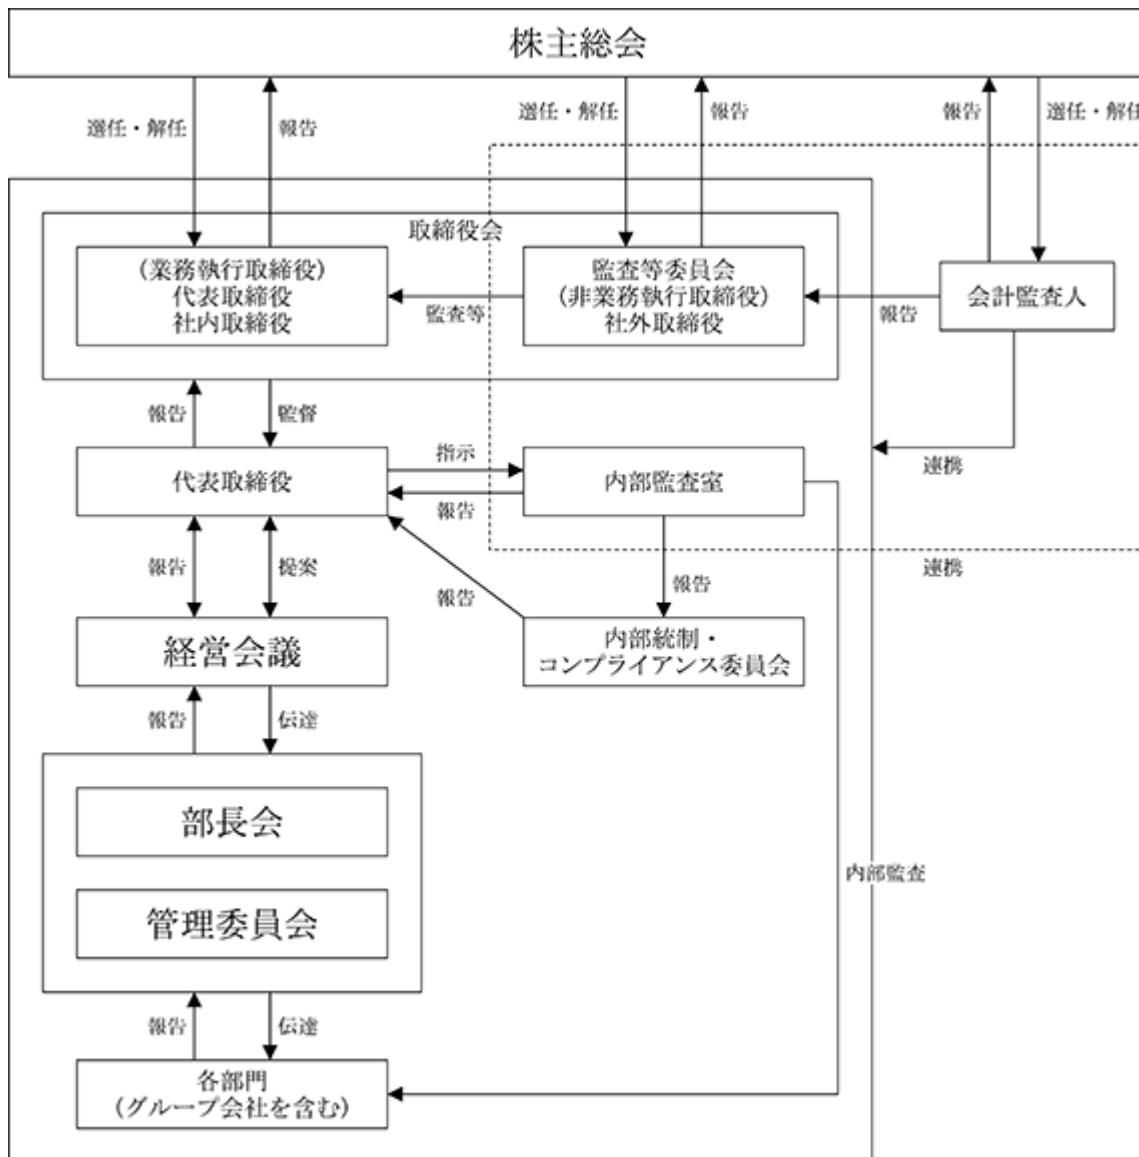 株主総会
選任・解任
報告
選任・解任
報告
報告
選任・解任
取締役会
(業務執行取締役)
代表取締役
社内取締役
監査等
監査等委員会
(非業務執行取締役)
社外取締役
報告
会計監査人
報告
監督
代表取締役
指示
報告
内部監査室
連携
報告
提案
報告
報告
連携
経営会議
内部統制・
コンプライアンス委員会
報告
伝達
部長会
管理委員会
内部監査
報告
伝達
各部門
(グループ会社を含む)